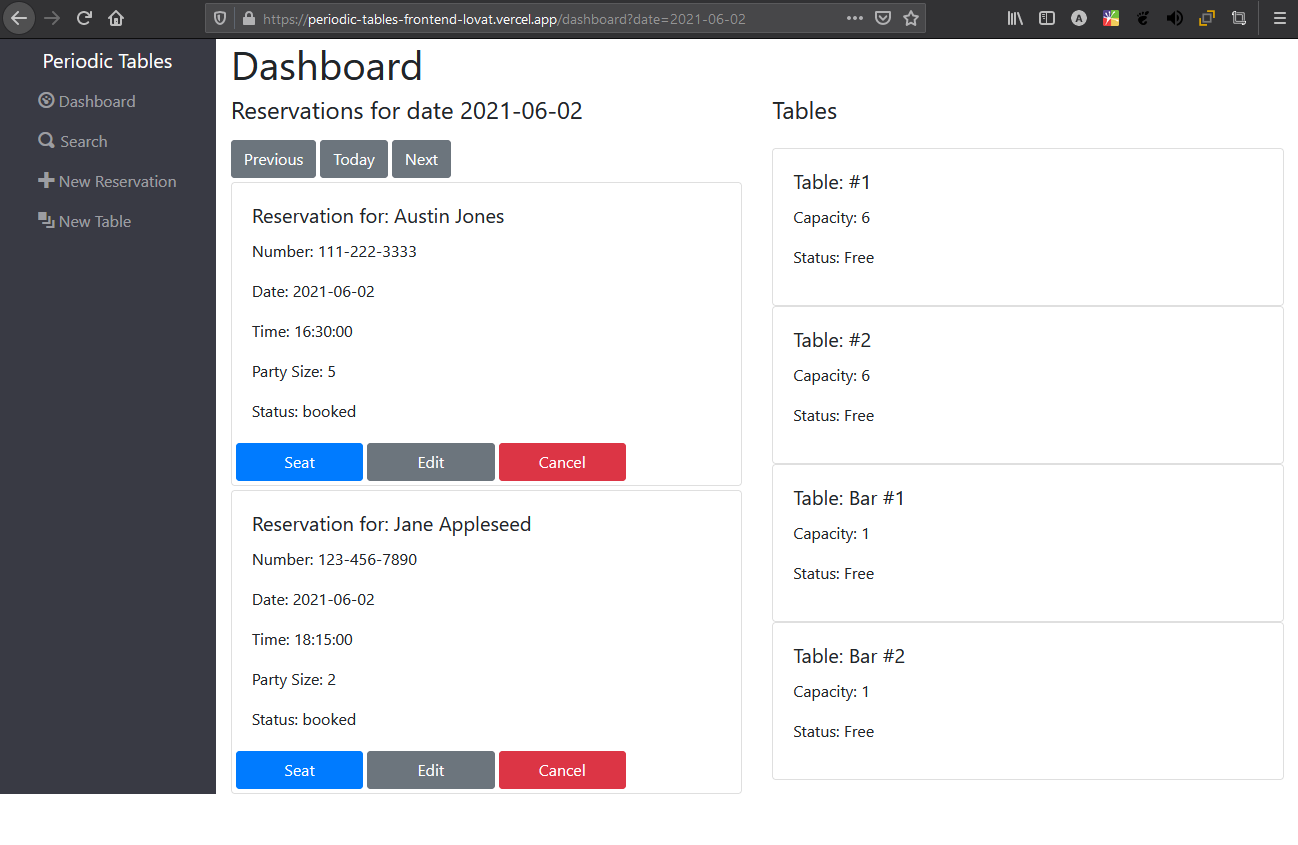 https://periodic-tables-frontend-lovat.vercel.app/dashboard?date=2021-06-02
Periodic Tables
Dashboard
Search
New Reservation
New Table
Dashboard
Reservations for date 2021-06-02
Previous Today Next
Reservation for: Austin Jones
Number: 111-222-3333
Date: 2021-06-02
Time: 16:30:00
Party Size: 5
Status: booked
Seat Edit Cancel
Reservation for: Jane Appleseed
Number: 123-456-7890
Date: 2021-06-02
Time: 18:15:00
Party Size: 2
Status: booked
Seat Edit Cancel
Tables
Table: #1
Capacity: 6
Status: Free
Table: #2
Capacity: 6
Status: Free
Table: Bar #1
Capacity: 1
Status: Free
Table: Bar #2
Capacity: 1
Status: Free